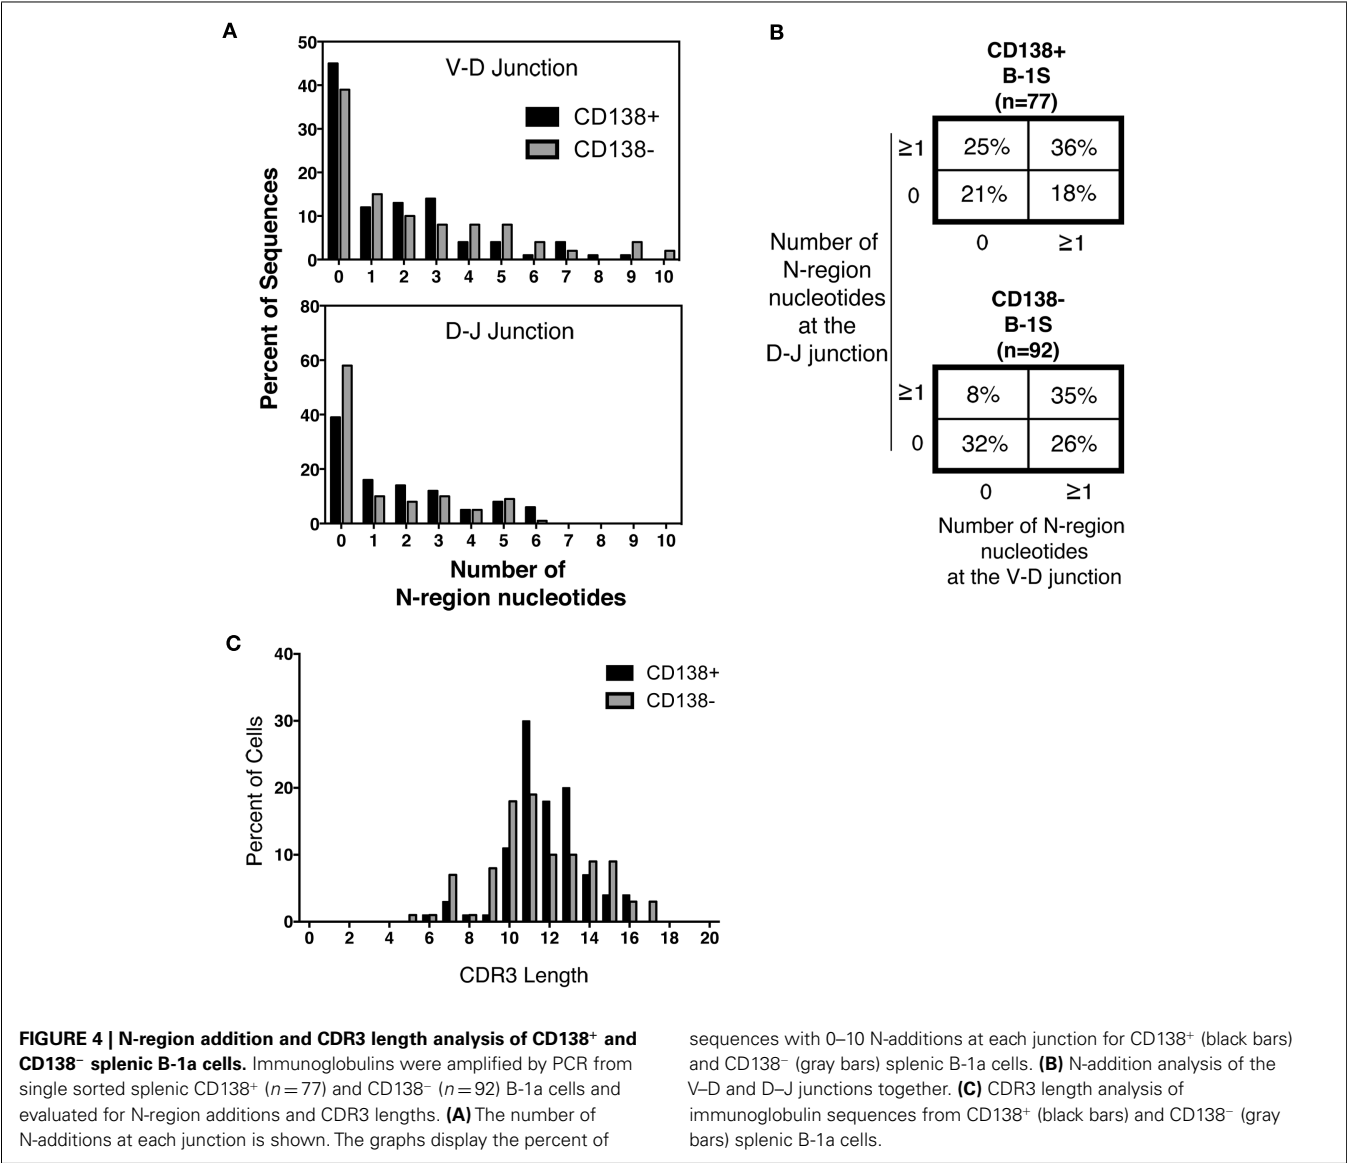 A
V-D Junction
CD138+
CD138-
50
40
30
20
10
0
0 1 2 3 4 5 6 7 8 9 10
Percent of Sequences
D-J Junction
80
60
40
20
0
0 1 2 3 4 5 6 7 8 9 10
Number of
N-region nucleotides
B
CD138+
B-1S
(n=77)
≥1 25% 36%
0 21% 18%
0 ≥1
Number of
N-region
nucleotides
at the
D-J junction
CD138-
B-1S
(n=92)
≥1 8% 35%
0 32% 26%
0 ≥1
Number of N-region
nucleotides
at the V-D junction
C
CD138+
CD138-
40
30
20
10
0
Percent of Cells
0 2 4 6 8 10 12 14 16 18 20
CDR3 Length
FIGURE 4 | N-region addition and CDR3 length analysis of CD138⁺ and
CD138⁻ splenic B-1a cells. Immunoglobulins were amplified by PCR from
single sorted splenic CD138⁺ (n = 77) and CD138⁻ (n = 92) B-1a cells and
evaluated for N-region additions and CDR3 lengths. (A) The number of
N-additions at each junction is shown. The graphs display the percent of
sequences with 0–10 N-additions at each junction for CD138⁺ (black bars)
and CD138⁻ (gray bars) splenic B-1a cells. (B) N-addition analysis of the
V–D and D–J junctions together. (C) CDR3 length analysis of
immunoglobulin sequences from CD138⁺ (black bars) and CD138⁻ (gray
bars) splenic B-1a cells.